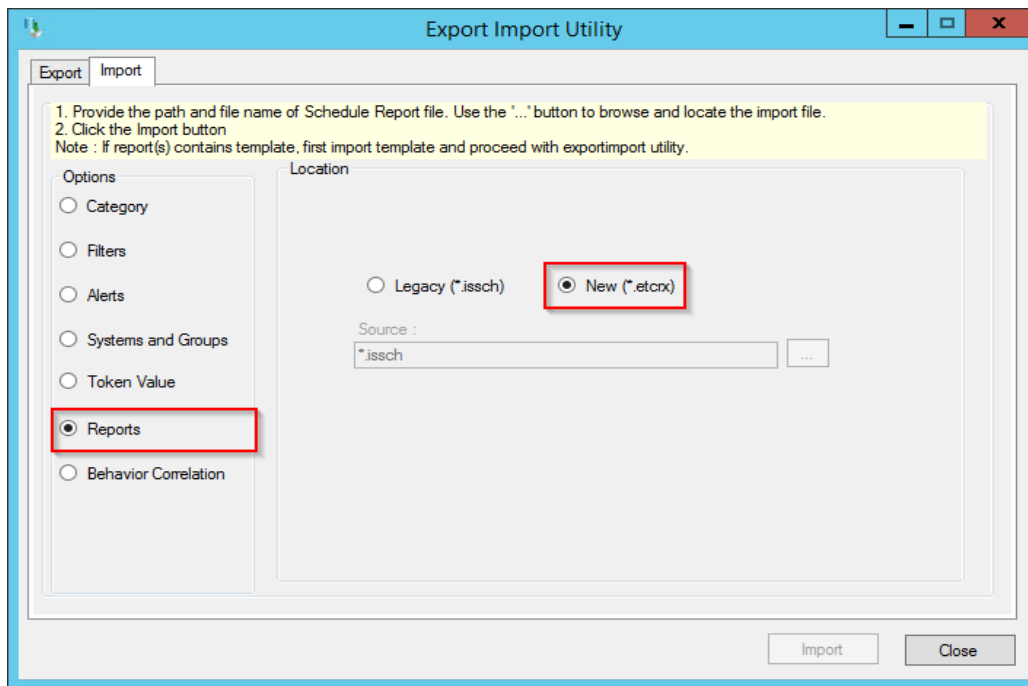 Export Import Utility
Export
Import
1. Provide the path and file name of Schedule Report file. Use the '...' button to browse and locate the import file.
2. Click the Import button
Note : If report(s) contains template, first import template and proceed with exportimport utility.
Options
Category
Filters
Alerts
Systems and Groups
Token Value
Reports
Behavior Correlation
Location
Legacy (*.issch)
New (*.etcrx)
Source :
*.issch
...
Import
Close